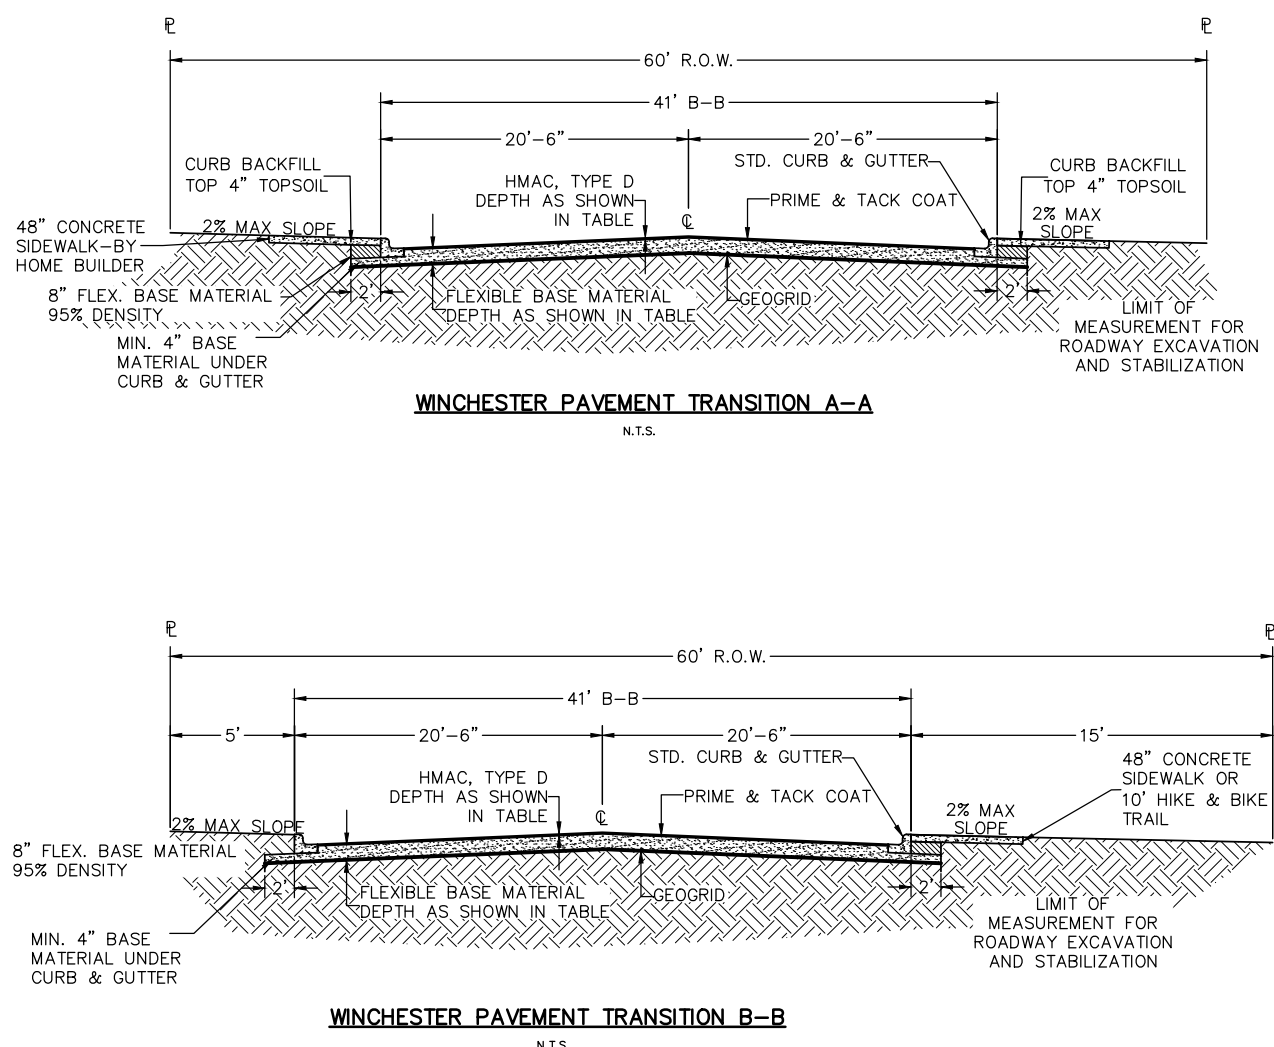 ℄ ℄
60' R.O.W.
41' B-B
20'-6" 20'-6"
CURB BACKFILL
TOP 4" TOPSOIL
HMAC, TYPE D
DEPTH AS SHOWN
IN TABLE
STD. CURB & GUTTER
PRIME & TACK COAT
CURB BACKFILL
TOP 4" TOPSOIL
48" CONCRETE
SIDEWALK-BY
HOME BUILDER
2% MAX SLOPE
℄
2% MAX
SLOPE
8" FLEX. BASE MATERIAL
95% DENSITY
2'
FLEXIBLE BASE MATERIAL
DEPTH AS SHOWN IN TABLE
GEOGRID
2'
MIN. 4" BASE
MATERIAL UNDER
CURB & GUTTER
LIMIT OF
MEASUREMENT FOR
ROADWAY EXCAVATION
AND STABILIZATION
WINCHESTER PAVEMENT TRANSITION A-A
N.T.S.
PL PL
60' R.O.W.
41' B-B
5' 20'-6" 20'-6" 15'
HMAC, TYPE D
DEPTH AS SHOWN
IN TABLE
STD. CURB & GUTTER
PRIME & TACK COAT
48" CONCRETE
SIDEWALK OR
10' HIKE & BIKE
TRAIL
2% MAX SLOPE
℄
2% MAX
SLOPE
8" FLEX. BASE MATERIAL
95% DENSITY
2'
FLEXIBLE BASE MATERIAL
DEPTH AS SHOWN IN TABLE
GEOGRID
2'
MIN. 4" BASE
MATERIAL UNDER
CURB & GUTTER
LIMIT OF
MEASUREMENT FOR
ROADWAY EXCAVATION
AND STABILIZATION
WINCHESTER PAVEMENT TRANSITION B-B
N.T.S.